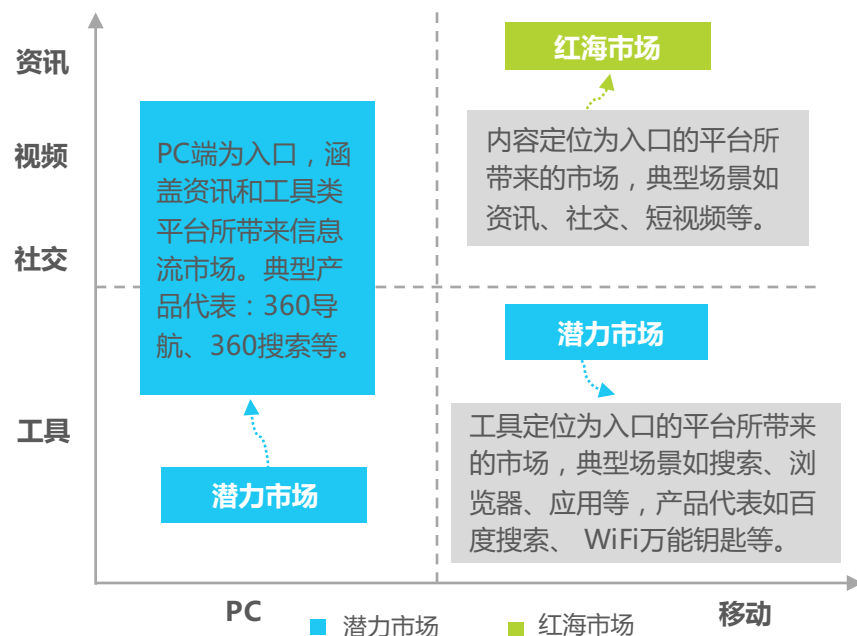 资讯
视频
社交
工具
PC端为入口，涵
盖资讯和工具类
平台所带来信息
流市场。典型产
品代表：360导
航、360搜索等。
潜力市场
红海市场
内容定位为入口的平台所
带来的市场，典型场景如
资讯、社交、短视频等。
潜力市场
工具定位为入口的平台所带来
的市场，典型场景如搜索、浏
览器、应用等，产品代表如百
度搜索、 WiFi万能钥匙等。
PC
移动
潜力市场
红海市场